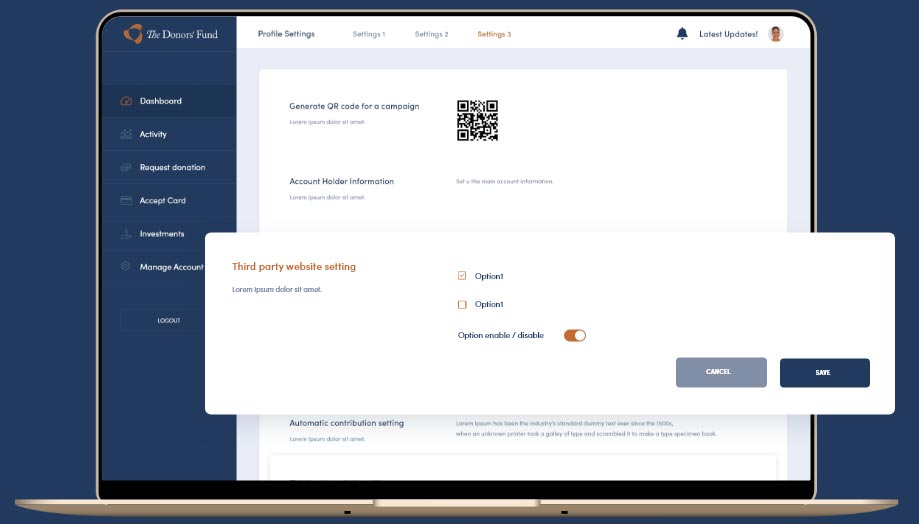 The Donors' Fund
Profile Settings
Settings 1
Settings 2
Settings 3
Latest Updates!
Dashboard
Activity
Request donation
Accept Card
Investments
Manage Account
LOGOUT
Generate QR code for a campaign
Lorem ipsum dolor sit amet.
Account Holder Information
Lorem ipsum dolor sit amet.
Set u the main account information.
Third party website setting
Lorem ipsum dolor sit amet.
Option1
Option1
Option enable / disable
CANCEL
SAVE
Automatic contribution setting
Lorem ipsum dolor sit amet.
Lorem Ipsum has been the industry's standard dummy text ever since the 1500s,
when an unknown printer took a galley of type and scrambled it to make a type specimen book.